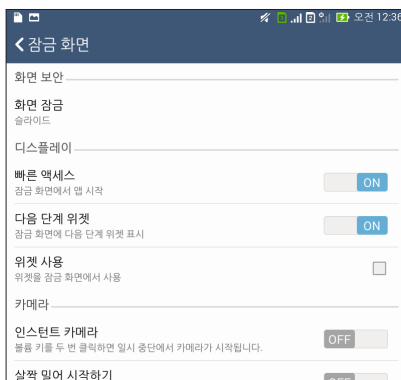 오전 12:36
잠금 화면
화면 보안
화면 잠금
슬라이드
디스플레이
빠른 액세스
잠금 화면에서 앱 시작
ON
다음 단계 위젯
잠금 화면에 다음 단계 위젯 표시
ON
위젯 사용
위젯을 잠금 화면에서 사용
카메라
인스턴트 카메라
볼륨 키를 두 번 클릭하면 일시 중단에서 카메라가 시작됩니다.
OFF
살짝 밀어 시작하기
OFF